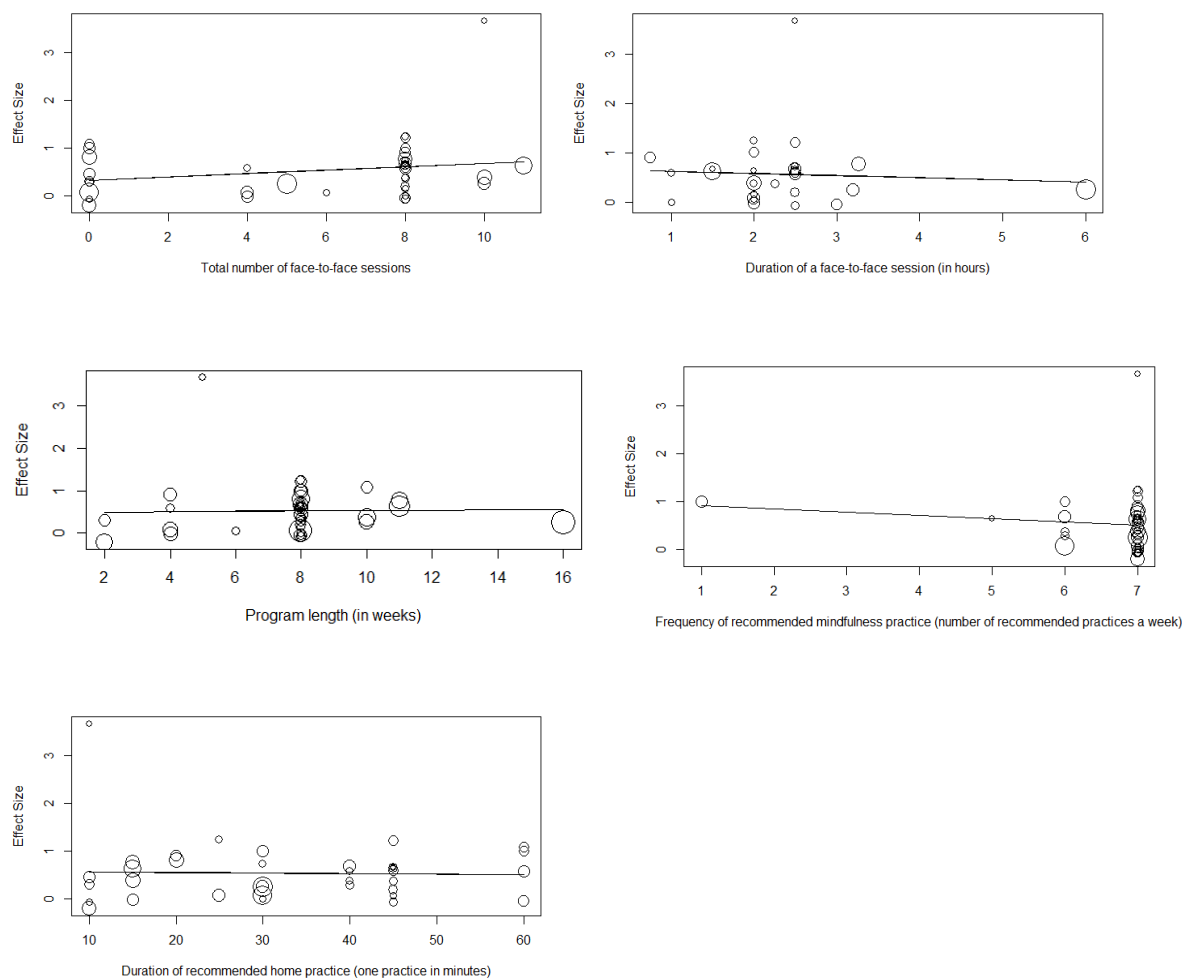 Effect Size
0 1 2 3
0 2 4 6 8 10
Total number of face-to-face sessions
Effect Size
0 1 2 3
1 2 3 4 5 6
Duration of a face-to-face session (in hours)
Effect Size
0 1 2 3
2 4 6 8 10 12 14 16
Program length (in weeks)
Effect Size
0 1 2 3
1 2 3 4 5 6 7
Frequency of recommended mindfulness practice (number of recommended practices a week)
Effect Size
0 1 2 3
10 20 30 40 50 60
Duration of recommended home practice (one practice in minutes)